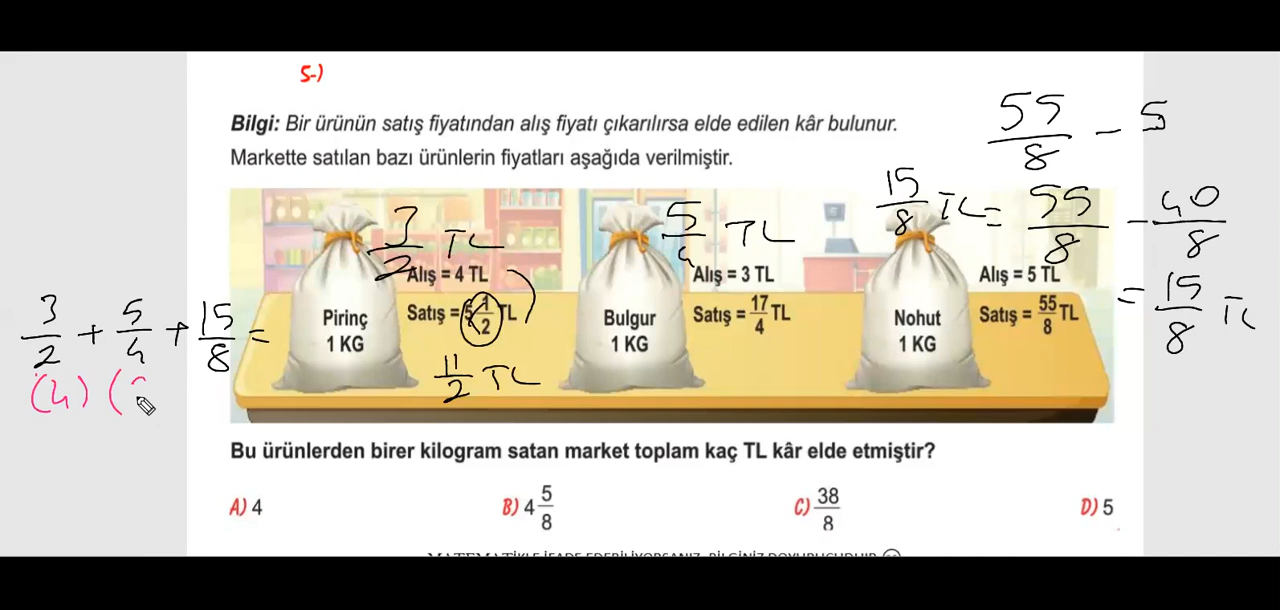 5-)
Bilgi: Bir ürünün satış fiyatından alış fiyatı çıkarılırsa elde edilen kâr bulunur.
Markette satılan bazı ürünlerin fiyatları aşağıda verilmiştir.
55/8 - 5
15/8 TL = 55/8 - 40/8
= 15/8 TL
3/2 TL
Alış = 4 TL
Satış = 5 1/2 TL
11/2 TL
Pirinç
1 KG
5/4 TL
Alış = 3 TL
Satış = 17/4 TL
Bulgur
1 KG
Alış = 5 TL
Satış = 55/8 TL
Nohut
1 KG
3/2 + 5/4 + 15/8 =
(4) (
Bu ürünlerden birer kilogram satan market toplam kaç TL kâr elde etmiştir?
A) 4 B) 4 5/8 C) 38/8 D) 5